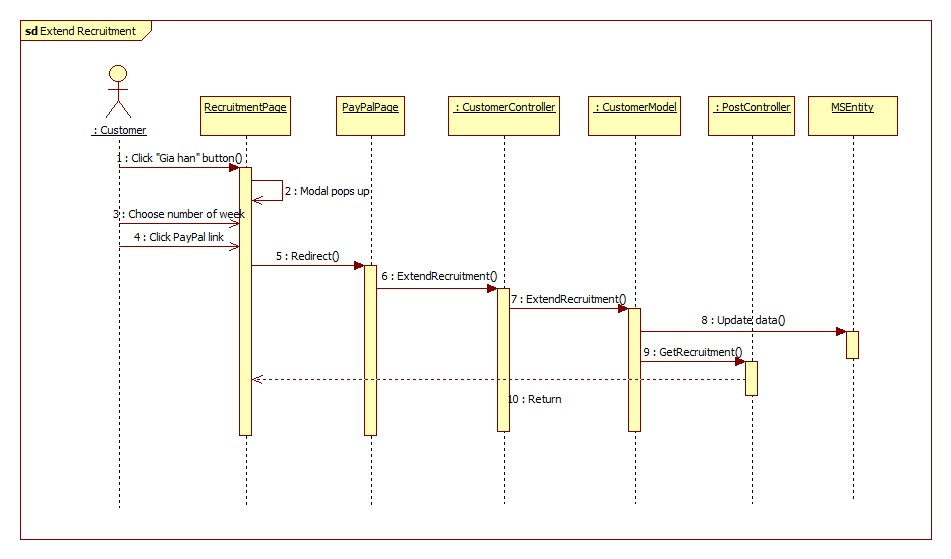 sd Extend Recruitment
: Customer
RecruitmentPage
PayPalPage
: CustomerController
: CustomerModel
: PostController
MSEntity
1 : Click "Gia han" button()
2 : Modal pops up
3 : Choose number of week
4 : Click PayPal link
5 : Redirect()
6 : ExtendRecruitment()
7 : ExtendRecruitment()
8 : Update data()
9 : GetRecruitment()
10 : Return